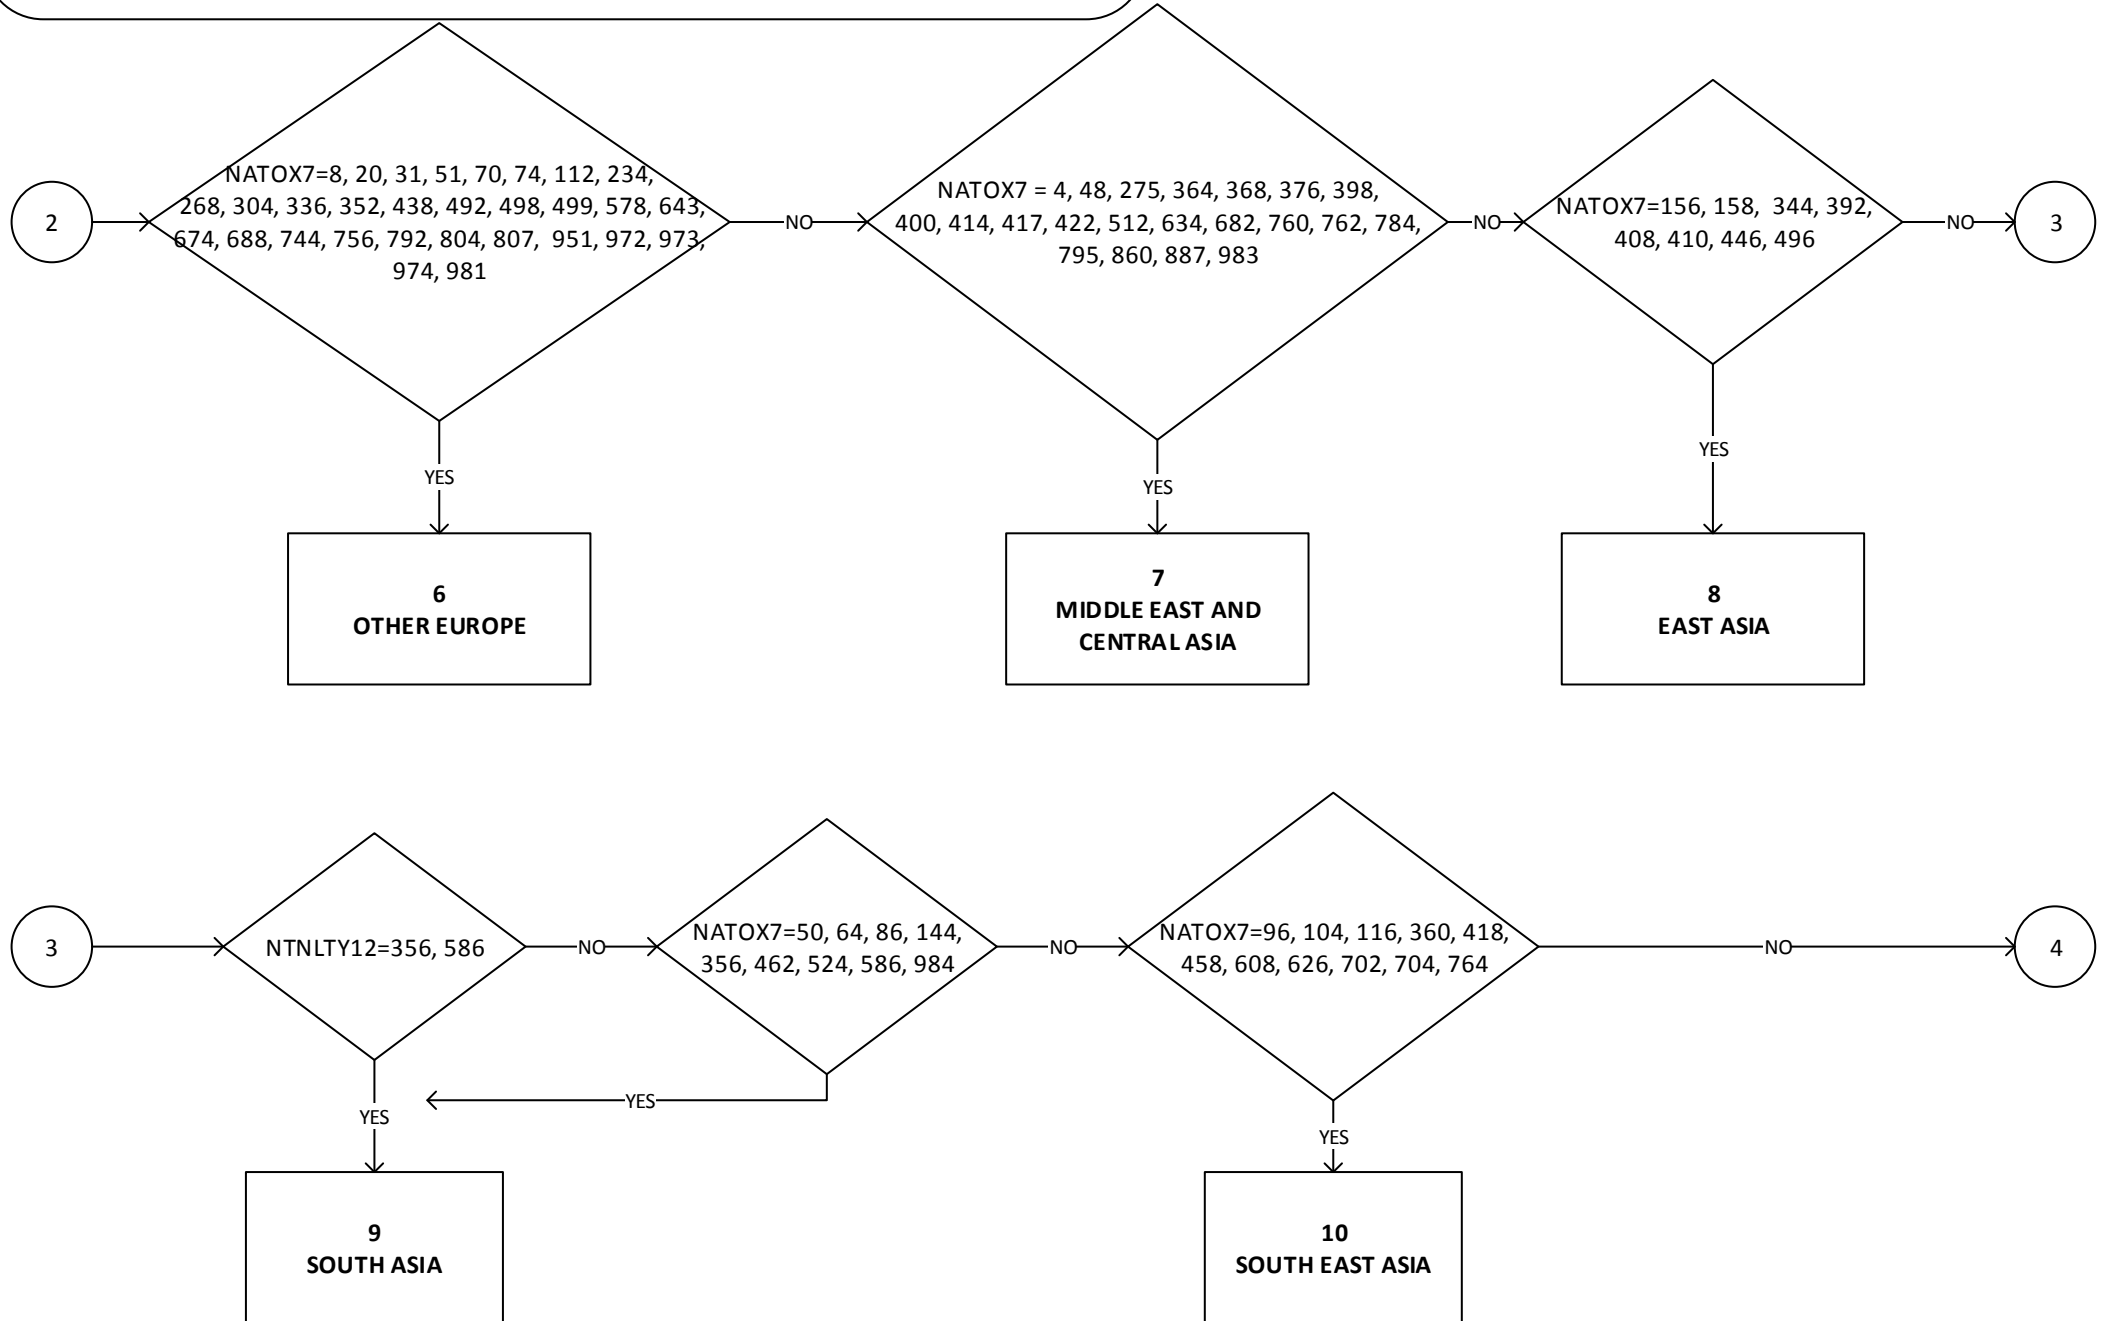 2
NATOX7=8, 20, 31, 51, 70, 74, 112, 234,
268, 304, 336, 352, 438, 492, 498, 499, 578, 643,
674, 688, 744, 756, 792, 804, 807, 951, 972, 973,
974, 981
NO
NATOX7 = 4, 48, 275, 364, 368, 376, 398,
400, 414, 417, 422, 512, 634, 682, 760, 762, 784,
795, 860, 887, 983
NO
NATOX7=156, 158, 344, 392,
408, 410, 446, 496
NO
3
YES
YES
YES
6
OTHER EUROPE
7
MIDDLE EAST AND
CENTRAL ASIA
8
EAST ASIA
3
NTNLTY12=356, 586
NO
NATOX7=50, 64, 86, 144,
356, 462, 524, 586, 984
NO
NATOX7=96, 104, 116, 360, 418,
458, 608, 626, 702, 704, 764
NO
4
YES
YES
YES
9
SOUTH ASIA
10
SOUTH EAST ASIA